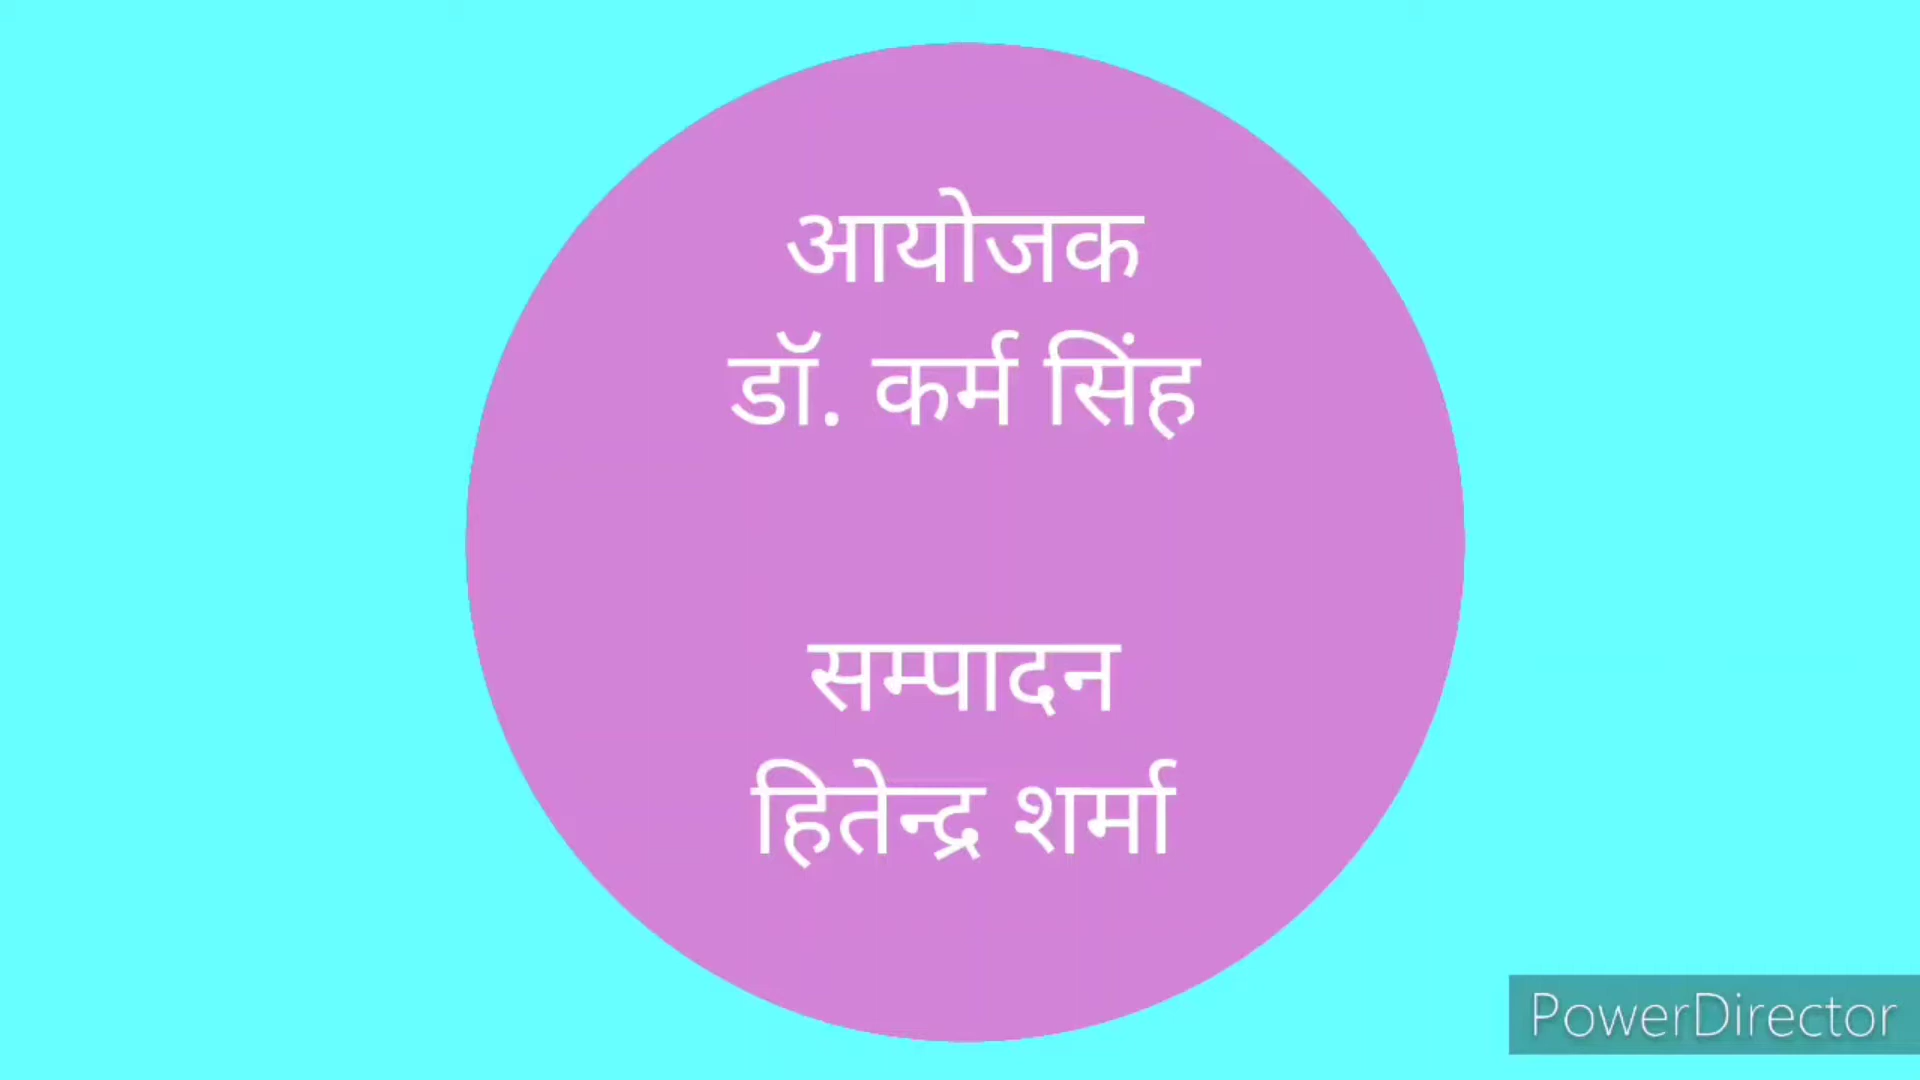 आयोजक
डॉ. कर्म सिंह
सम्पादन
हितेन्द्र शर्मा
PowerDirector